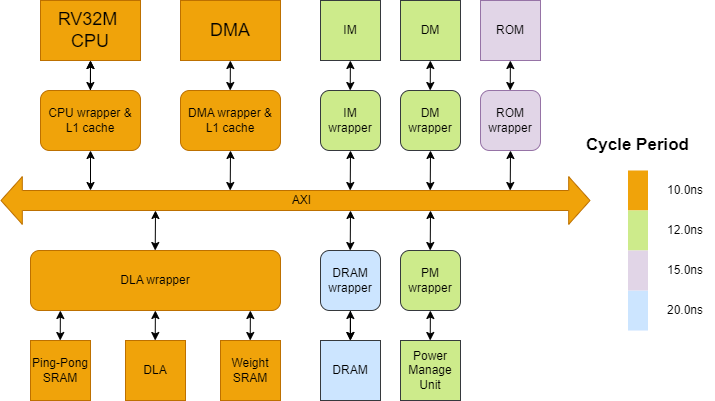 RV32M
CPU
DMA
IM
DM
ROM
CPU wrapper &
L1 cache
DMA wrapper &
L1 cache
IM
wrapper
DM
wrapper
ROM
wrapper
Cycle Period
10.0ns
12.0ns
15.0ns
20.0ns
AXI
DLA wrapper
DRAM
wrapper
PM
wrapper
Ping-Pong
SRAM
DLA
Weight
SRAM
DRAM
Power
Manage
Unit